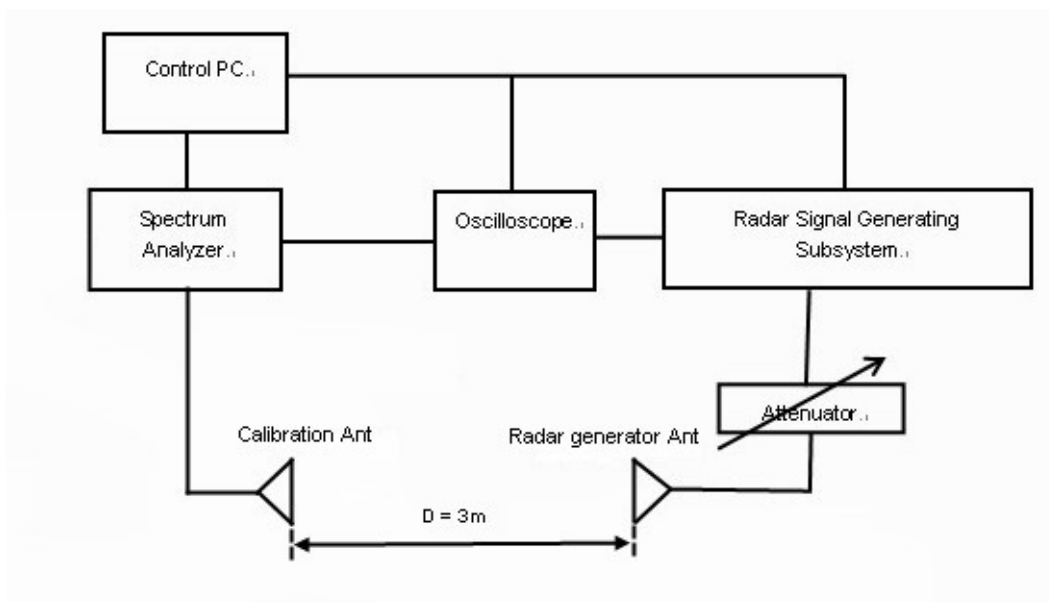 Control PC
Spectrum
Analyzer
Oscilloscope
Radar Signal Generating
Subsystem
Attenuator
Calibration Ant
Radar generator Ant
D = 3m